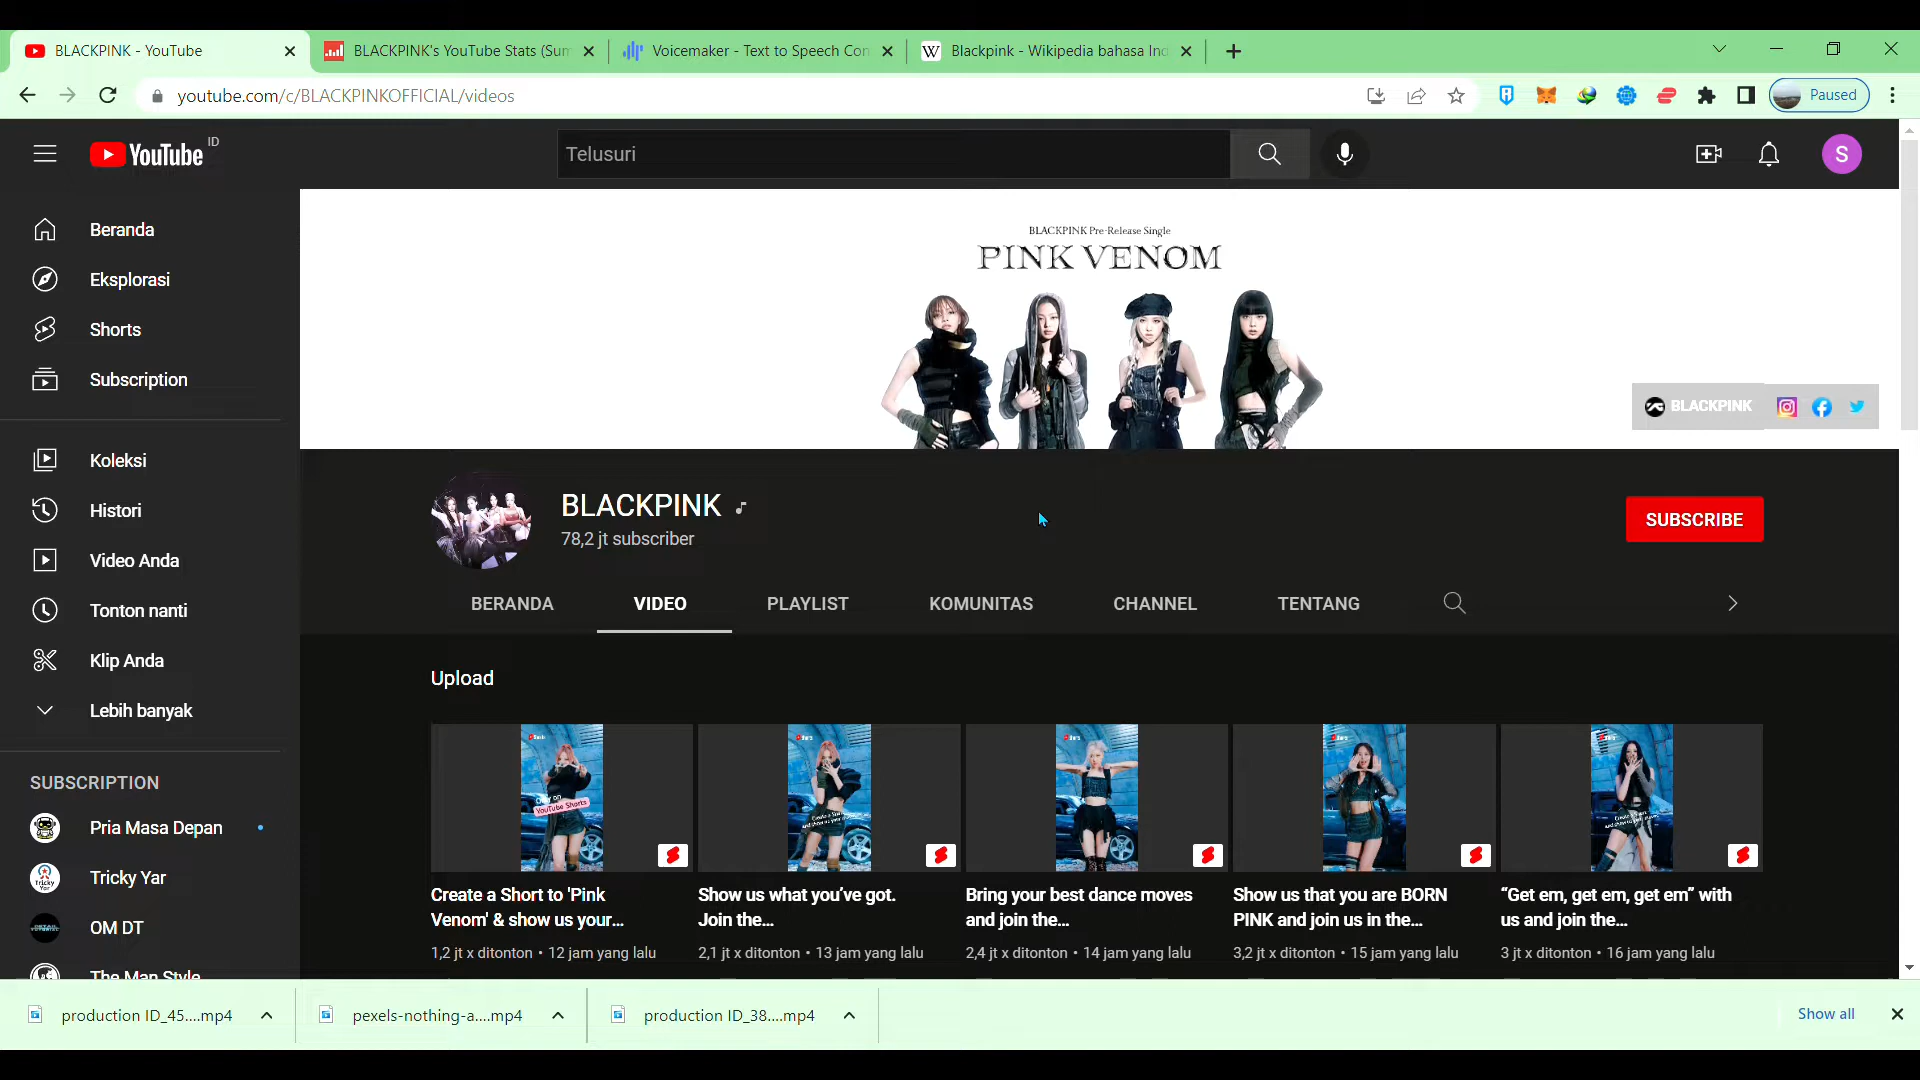 BLACKPINK - YouTube
BLACKPINK's YouTube Stats (Sum
Voicemaker - Text to Speech Con
Blackpink - Wikipedia bahasa Ind
youtube.com/c/BLACKPINKOFFICIAL/videos
Paused
YouTube ID
Telusuri
S
Beranda
Eksplorasi
Shorts
Subscription
Koleksi
Histori
Video Anda
Tonton nanti
Klip Anda
Lebih banyak
SUBSCRIPTION
Pria Masa Depan
Tricky Yar
OM DT
The Man Style
BLACKPINK Pre-Release Single
PINK VENOM
BLACKPINK
BLACKPINK
78,2 jt subscriber
SUBSCRIBE
BERANDA
VIDEO
PLAYLIST
KOMUNITAS
CHANNEL
TENTANG
Upload
Create a Short to 'Pink
Venom' & show us your...
1,2 jt x ditonton • 12 jam yang lalu
Show us what you’ve got.
Join the...
2,1 jt x ditonton • 13 jam yang lalu
Bring your best dance moves
and join the...
2,4 jt x ditonton • 14 jam yang lalu
Show us that you are BORN
PINK and join us in the...
3,2 jt x ditonton • 15 jam yang lalu
“Get em, get em, get em” with
us and join the...
3 jt x ditonton • 16 jam yang lalu
production ID_45....mp4
pexels-nothing-a....mp4
production ID_38....mp4
Show all